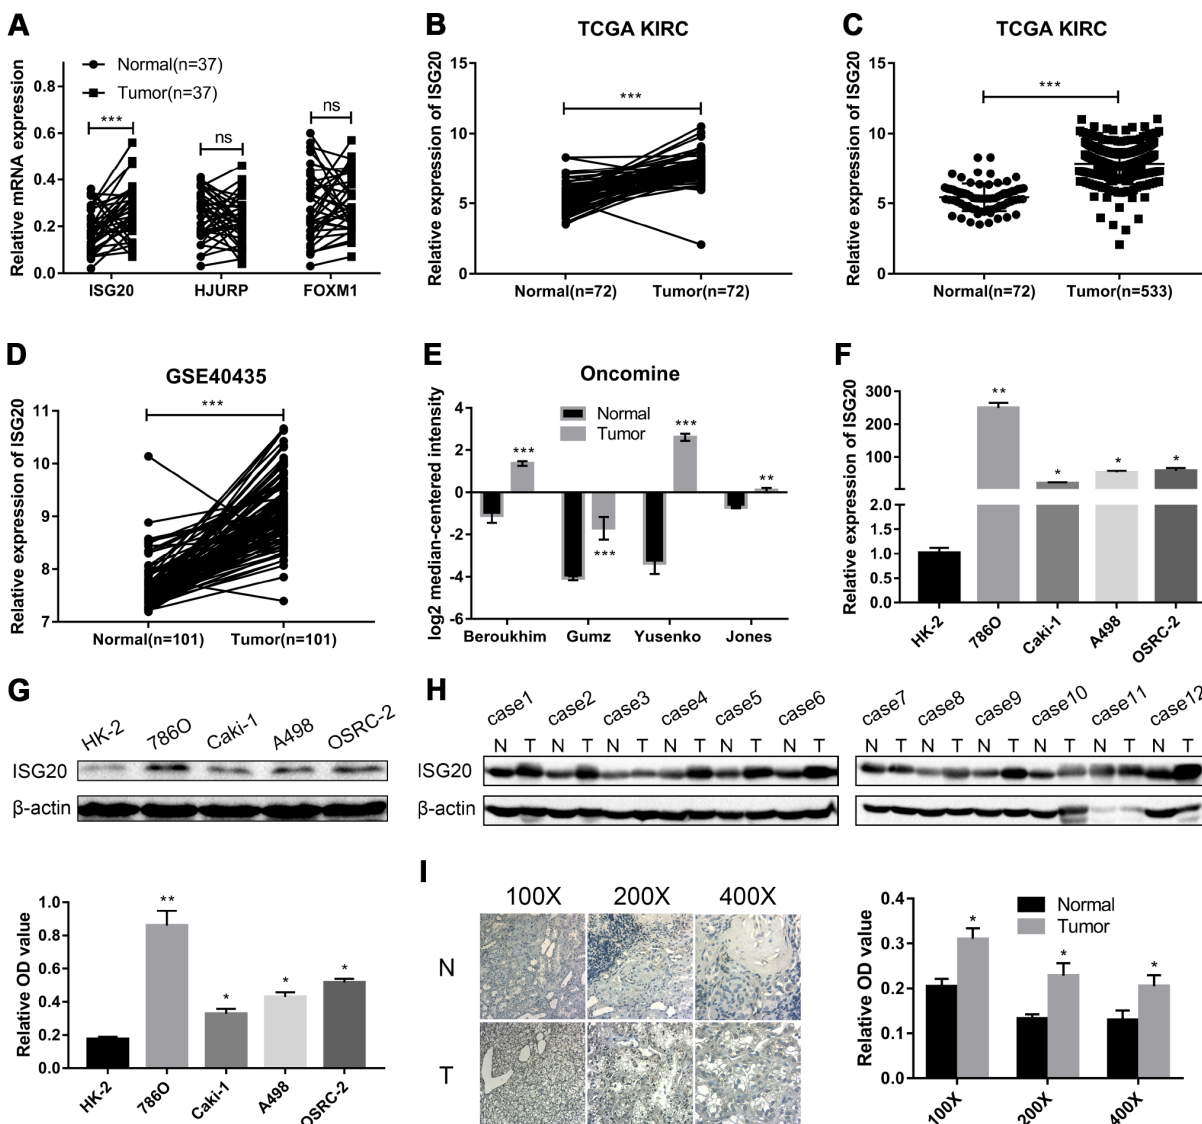 A
Relative mRNA expression
0.8
0.6
0.4
0.2
0.0
Normal(n=37)
Tumor(n=37)
***
ns
ns
ISG20
HJURP
FOXM1
B
TCGA KIRC
Relative expression of ISG20
15
10
5
0
***
Normal(n=72)
Tumor(n=72)
C
TCGA KIRC
Relative expression of ISG20
15
10
5
0
***
Normal(n=72)
Tumor(n=533)
D
GSE40435
Relative expression of ISG20
11
10
9
8
7
***
Normal(n=101)
Tumor(n=101)
E
Oncomine
log2 median-centered intensity
4
2
0
-2
-4
-6
Normal
Tumor
***
***
***
**
Beroukhim
Gumz
Yusenko
Jones
F
Relative expression of ISG20
300
200
100
2.0
1.5
1.0
0.5
0.0
**
*
*
*
HK-2
786O
Caki-1
A498
OSRC-2
G
HK-2
786O
Caki-1
A498
OSRC-2
ISG20
β-actin
Relative OD value
1.0
0.8
0.6
0.4
0.2
0.0
**
*
*
*
HK-2
786O
Caki-1
A498
OSRC-2
H
case1 case2 case3 case4 case5 case6
case7 case8 case9 case10 case11 case12
N T N T N T N T N T N T
N T N T N T N T N T N T
ISG20
β-actin
I
100X 200X 400X
N
T
Relative OD value
0.4
0.3
0.2
0.1
0.0
Normal
Tumor
*
*
*
100X
200X
400X